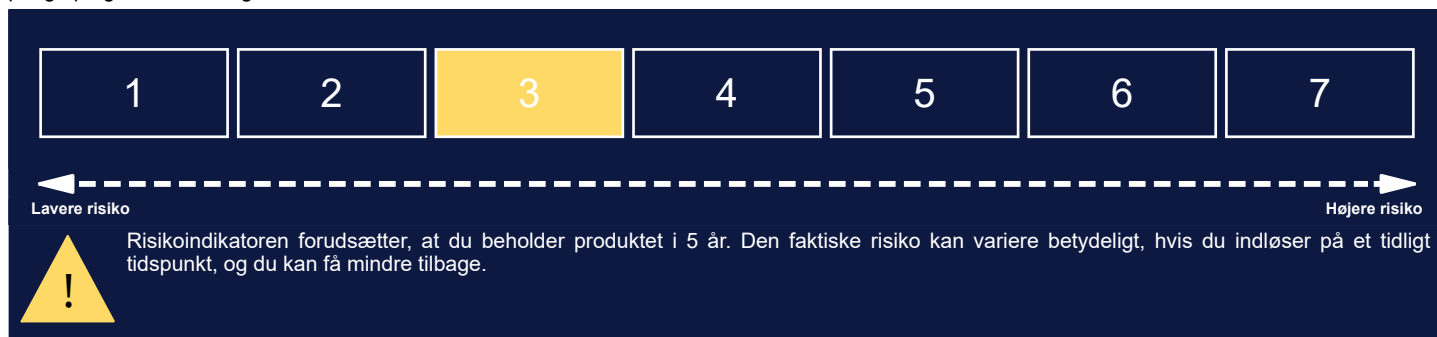 1 2 3 4 5 6 7
Lavere risiko Højere risiko
Risikoindikatoren forudsætter, at du beholder produktet i 5 år. Den faktiske risiko kan variere betydeligt, hvis du indløser på et tidligt
tidspunkt, og du kan få mindre tilbage.
!